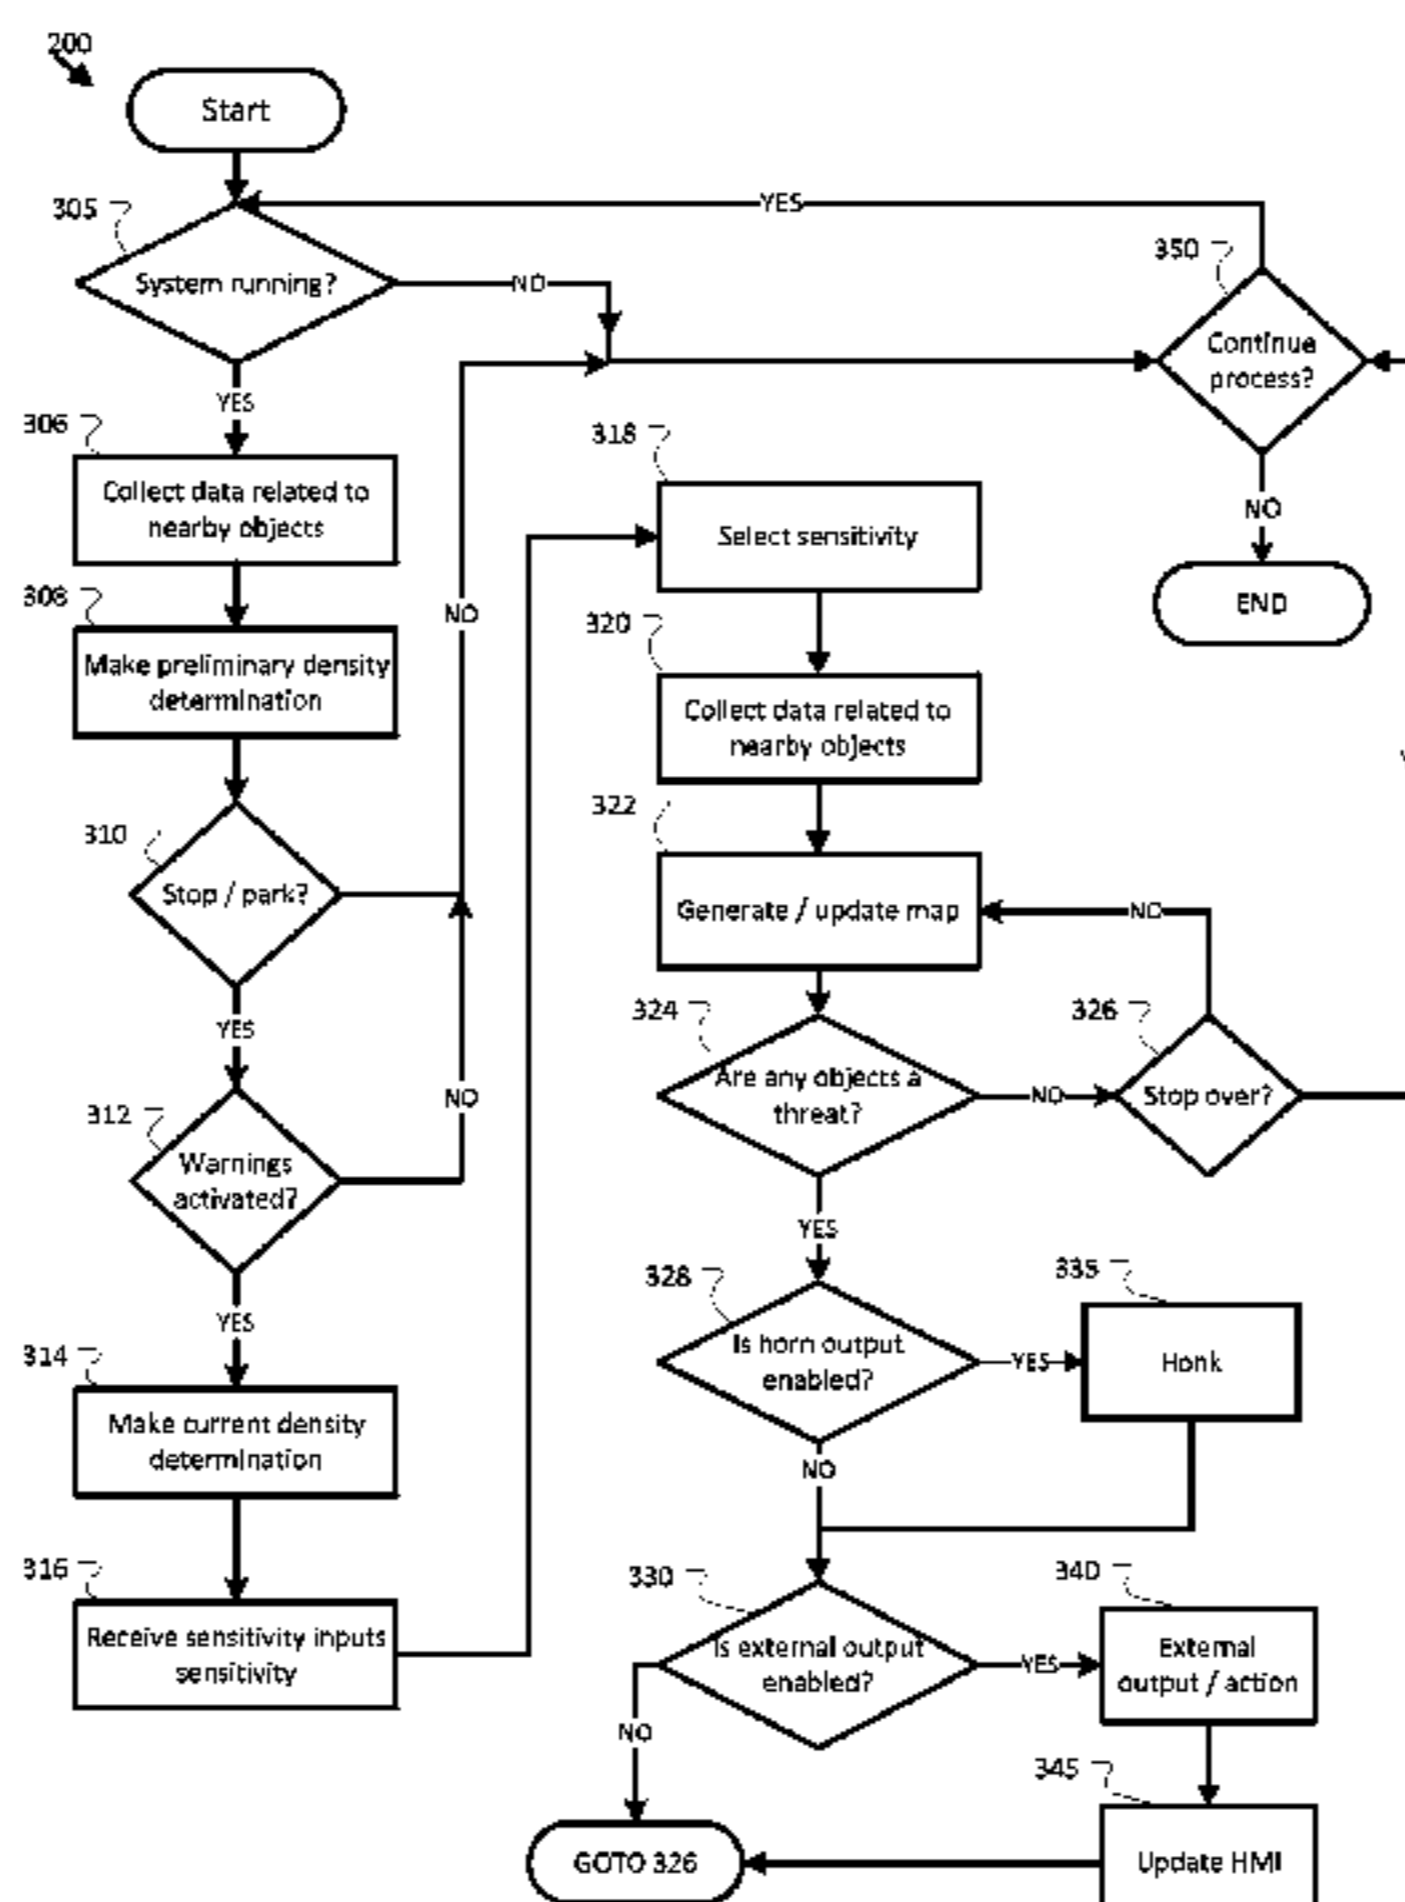 200
Start
305
System running?
NO
YES
YES
350
Continue
process?
NO
END
306
Collect data related to
nearby objects
308
Make preliminary density
determination
310
Stop / park?
NO
YES
312
Warnings
activated?
NO
YES
314
Make current density
determination
316
Receive sensitivity inputs
sensitivity
318
Select sensitivity
320
Collect data related to
nearby objects
322
Generate / update map
NO
324
Are any objects a
threat?
NO
326
Stop over?
YES
328
Is horn output
enabled?
YES
335
Honk
NO
330
Is external output
enabled?
YES
340
External
output / action
NO
345
Update HMI
GOTO 326